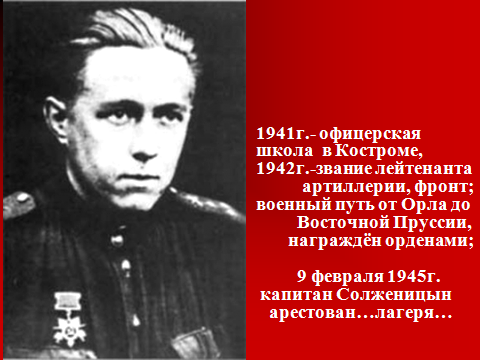 1941г.- офицерская
школа в Костроме,
1942г.-звание лейтенанта
артиллерии, фронт;
военный путь от Орла до
Восточной Пруссии,
награждён орденами;
9 февраля 1945г.
капитан Солженицын
арестован…лагеря…